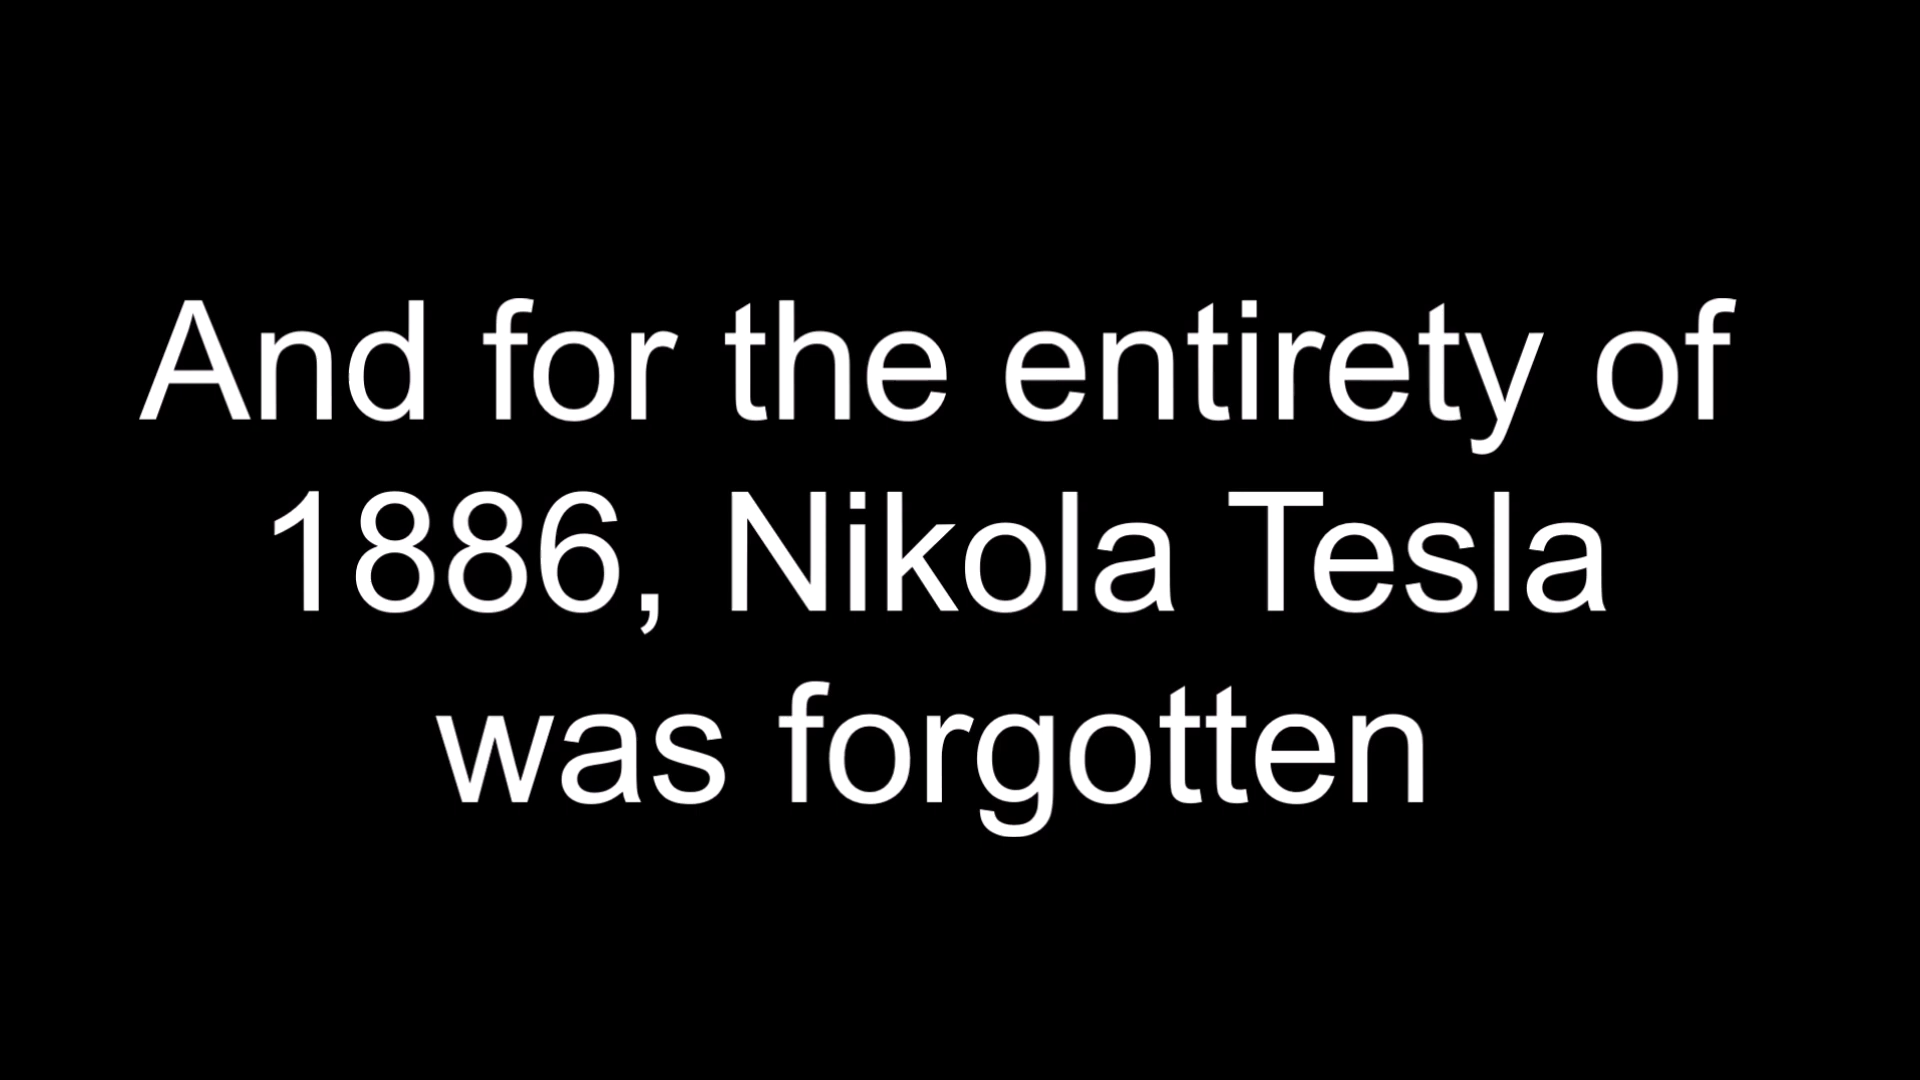 And for the entirety of
1886, Nikola Tesla
was forgotten